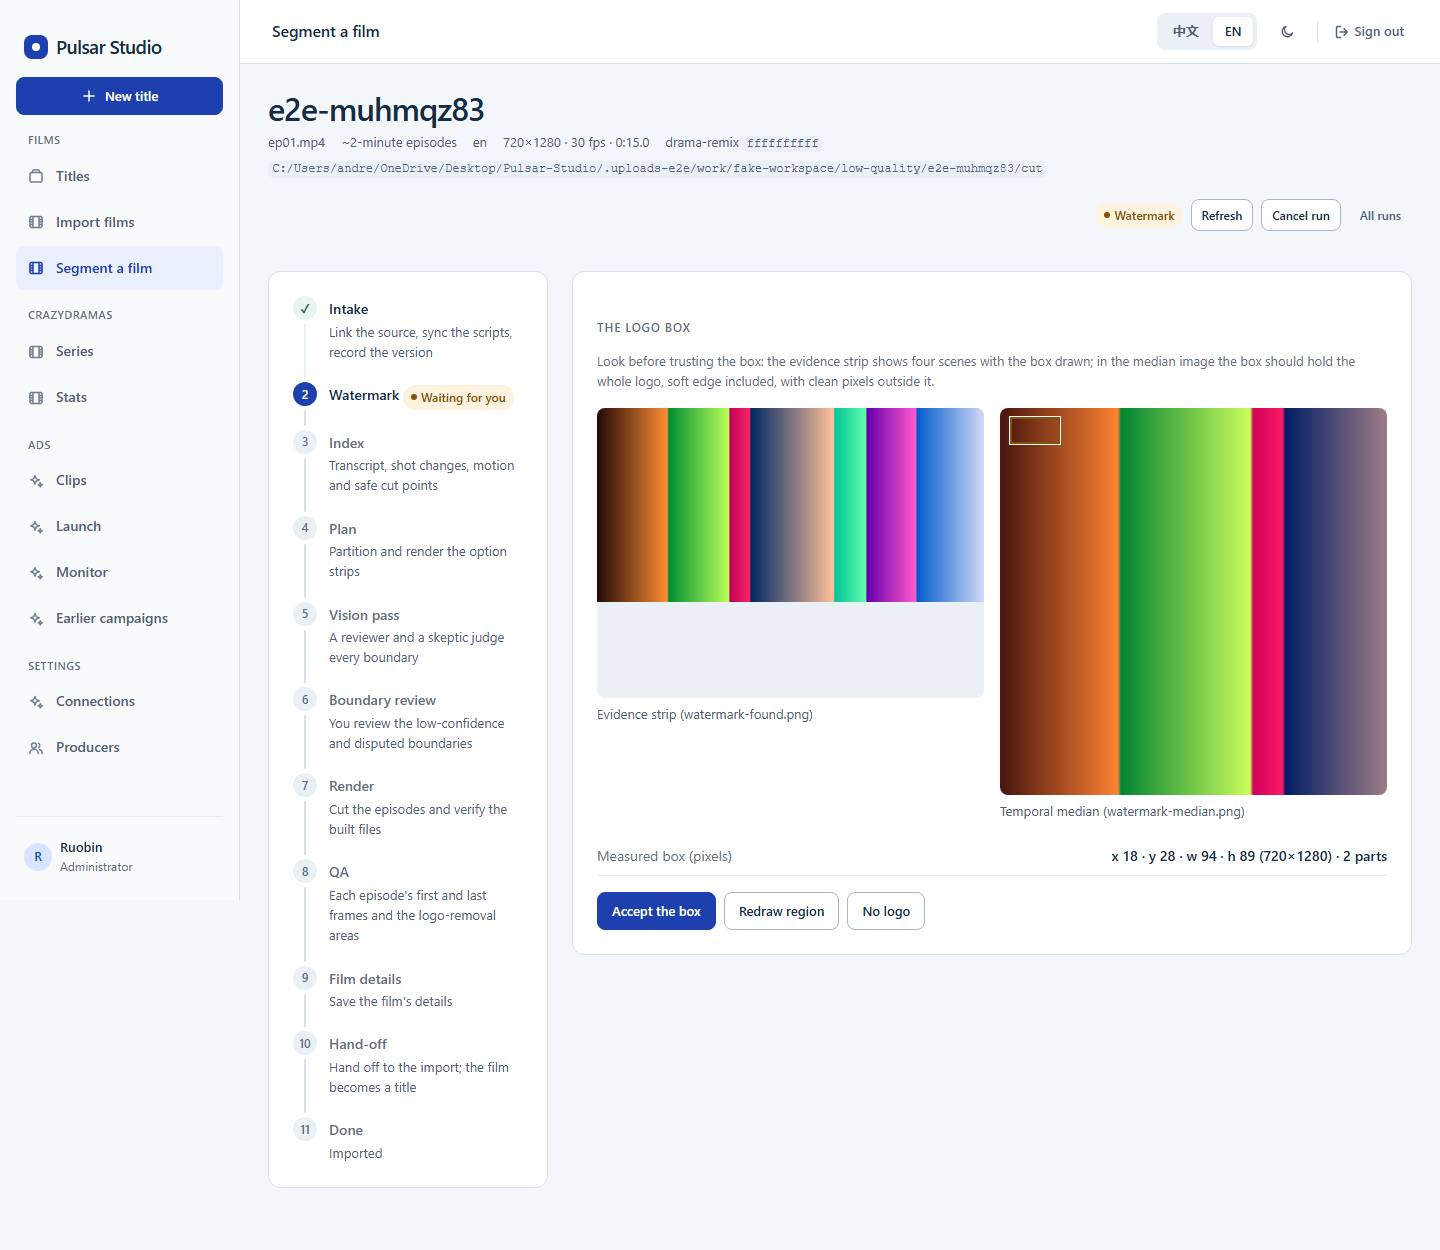 Pulsar Studio
New title
FILMS
Titles
Import films
Segment a film
CRAZYDRAMAS
Series
Stats
ADS
Clips
Launch
Monitor
Earlier campaigns
SETTINGS
Connections
Producers
R
Ruobin
Administrator
Segment a film
中文
EN
Sign out
e2e-muhmqz83
ep01.mp4 ~2-minute episodes en 720×1280 · 30 fps · 0:15.0 drama-remix ffffffffff
C:/Users/andre/OneDrive/Desktop/Pulsar-Studio/.uploads-e2e/work/fake-workspace/low-quality/e2e-muhmqz83/cut
Watermark
Refresh
Cancel run
All runs
Intake
Link the source, sync the scripts,
record the version
2
Watermark
Waiting for you
3
Index
Transcript, shot changes, motion
and safe cut points
4
Plan
Partition and render the option
strips
5
Vision pass
A reviewer and a skeptic judge
every boundary
6
Boundary review
You review the low-confidence
and disputed boundaries
7
Render
Cut the episodes and verify the
built files
8
QA
Each episode's first and last
frames and the logo-removal
areas
9
Film details
Save the film's details
10
Hand-off
Hand off to the import; the film
becomes a title
11
Done
Imported
THE LOGO BOX
Look before trusting the box: the evidence strip shows four scenes with the box drawn; in the median image the box should hold the
whole logo, soft edge included, with clean pixels outside it.
Evidence strip (watermark-found.png)
Temporal median (watermark-median.png)
Measured box (pixels)
x 18 · y 28 · w 94 · h 89 (720×1280) · 2 parts
Accept the box
Redraw region
No logo